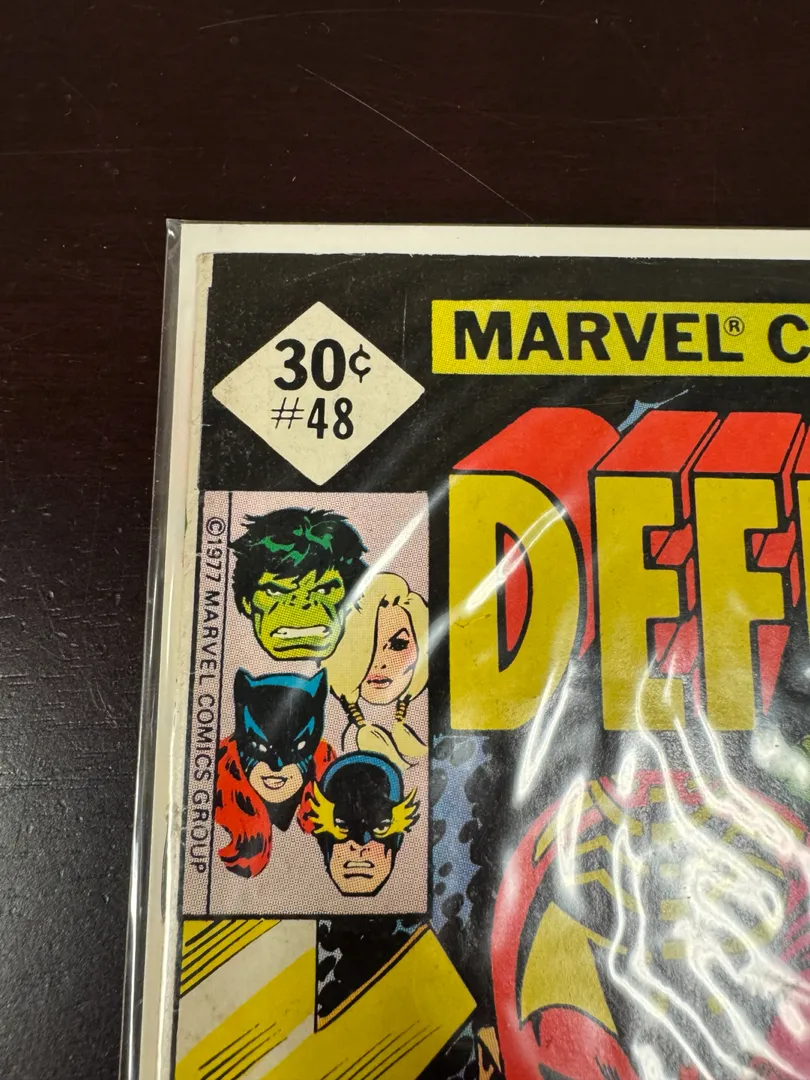 30¢
#48
MARVEL® C
DEF
©1977 MARVEL COMICS GROUP